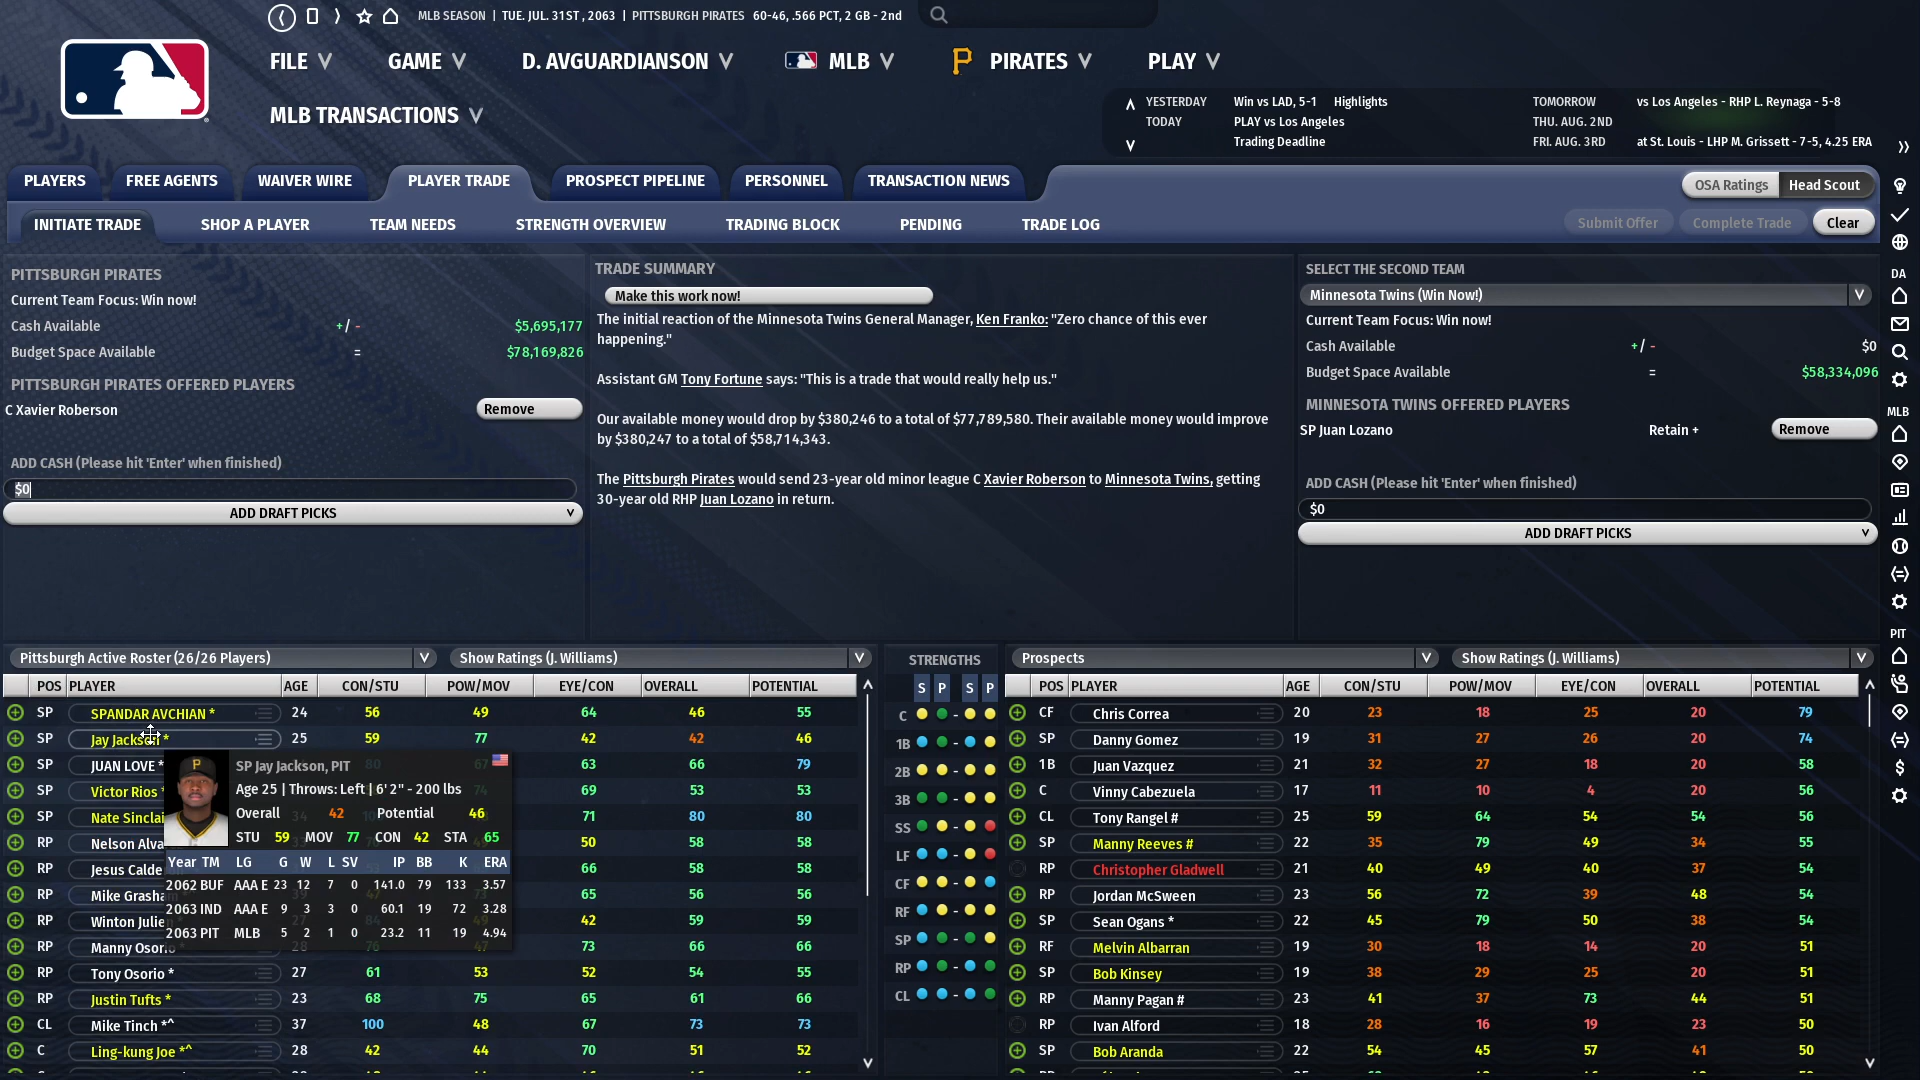 MLB SEASON | TUE. JUL. 31ST , 2063 | PITTSBURGH PIRATES 60-46, .566 PCT, 2 GB - 2nd
FILE GAME D. AVGUARDIANSON MLB PIRATES PLAY
MLB TRANSACTIONS
YESTERDAY Win vs LAD, 5-1 Highlights
TODAY PLAY vs Los Angeles
Trading Deadline
TOMORROW vs Los Angeles - RHP L. Reynaga - 5-8
THU. AUG. 2ND
FRI. AUG. 3RD at St. Louis - LHP M. Grissett - 7-5, 4.25 ERA
PLAYERS FREE AGENTS WAIVER WIRE PLAYER TRADE PROSPECT PIPELINE PERSONNEL TRANSACTION NEWS
OSA Ratings Head Scout
INITIATE TRADE SHOP A PLAYER TEAM NEEDS STRENGTH OVERVIEW TRADING BLOCK PENDING TRADE LOG
Submit Offer Complete Trade Clear
PITTSBURGH PIRATES
Current Team Focus: Win now!
Cash Available +/- $5,695,177
Budget Space Available = $78,169,826
PITTSBURGH PIRATES OFFERED PLAYERS
C Xavier Roberson Remove
ADD CASH (Please hit 'Enter' when finished)
$0
ADD DRAFT PICKS
TRADE SUMMARY
Make this work now!
The initial reaction of the Minnesota Twins General Manager, Ken Franko: "Zero chance of this ever
happening."
Assistant GM Tony Fortune says: "This is a trade that would really help us."
Our available money would drop by $380,246 to a total of $77,789,580. Their available money would improve
by $380,247 to a total of $58,714,343.
The Pittsburgh Pirates would send 23-year old minor league C Xavier Roberson to Minnesota Twins, getting
30-year old RHP Juan Lozano in return.
SELECT THE SECOND TEAM
Minnesota Twins (Win Now!)
Current Team Focus: Win now!
Cash Available +/- $0
Budget Space Available = $58,334,096
MINNESOTA TWINS OFFERED PLAYERS
SP Juan Lozano Retain + Remove
ADD CASH (Please hit 'Enter' when finished)
$0
ADD DRAFT PICKS
DA
MLB
PIT
Pittsburgh Active Roster (26/26 Players) Show Ratings (J. Williams)
POS PLAYER AGE CON/STU POW/MOV EYE/CON OVERALL POTENTIAL
SP SPANDAR AVCHIAN * 24 56 49 64 46 55
SP Jay Jackson * 25 59 77 42 42 46
SP JUAN LOVE * 63 66 79
SP Victor Rios 69 53 53
SP Nate Sinclai 71 80 80
RP Nelson Alva 50 58 58
RP Jesus Calde 66 58 58
RP Mike Grasha 65 56 56
RP Winton Julie 42 59 59
RP Manny Osorio 28 76 47 73 66 66
RP Tony Osorio * 27 61 53 52 54 55
RP Justin Tufts * 23 68 75 65 61 66
CL Mike Tinch *^ 37 100 48 67 73 73
C Ling-kung Joe *^ 28 42 44 70 51 52
SP Jay Jackson, PIT
Age 25 | Throws: Left | 6' 2" - 200 lbs
Overall 42 Potential 46
STU 59 MOV 77 CON 42 STA 65
Year TM LG G W L SV IP BB K ERA
2062 BUF AAA E 23 12 7 0 141.0 79 133 3.57
2063 IND AAA E 9 3 3 0 60.1 19 72 3.28
2063 PIT MLB 5 2 1 0 23.2 11 19 4.94
STRENGTHS
S P S P
C -
1B -
2B -
3B -
SS -
LF -
CF -
RF -
SP -
RP -
CL -
Prospects Show Ratings (J. Williams)
POS PLAYER AGE CON/STU POW/MOV EYE/CON OVERALL POTENTIAL
CF Chris Correa 20 23 18 25 20 79
SP Danny Gomez 19 31 27 26 20 74
1B Juan Vazquez 21 32 27 18 20 58
C Vinny Cabezuela 17 11 10 4 20 56
CL Tony Rangel # 25 59 64 54 54 56
SP Manny Reeves # 22 35 79 49 34 55
RP Christopher Gladwell 21 40 49 40 37 54
RP Jordan McSween 23 56 72 39 48 54
SP Sean Ogans * 22 45 79 50 38 54
RF Melvin Albarran 19 30 18 14 20 51
SP Bob Kinsey 19 38 29 25 20 51
RP Manny Pagan # 23 41 37 73 44 51
RP Ivan Alford 18 28 16 19 23 50
SP Bob Aranda 22 54 45 57 41 50